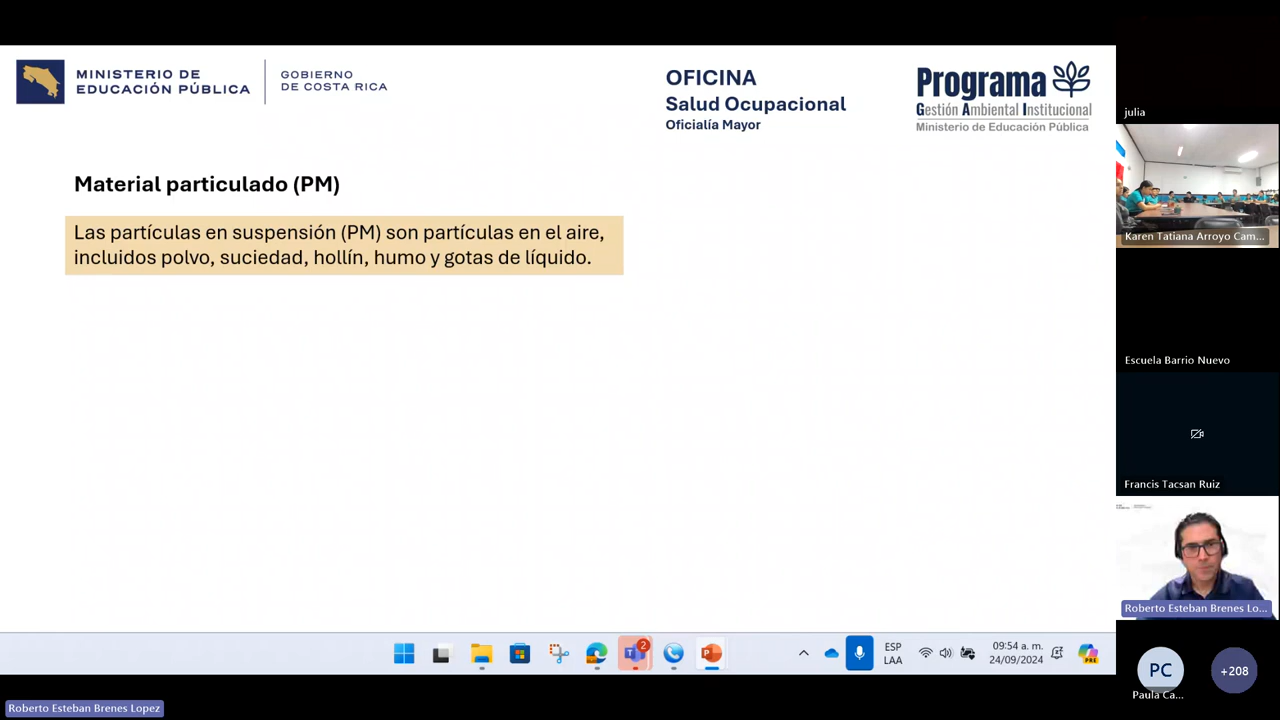 MINISTERIO DE
EDUCACIÓN PÚBLICA
GOBIERNO
DE COSTA RICA
OFICINA
Salud Ocupacional
Oficialía Mayor
Programa
Gestión Ambiental Institucional
Ministerio de Educación Pública
Material particulado (PM)
Las partículas en suspensión (PM) son partículas en el aire,
incluidos polvo, suciedad, hollín, humo y gotas de líquido.
julia
Karen Tatiana Arroyo Cam...
Escuela Barrio Nuevo
Francis Tacsan Ruiz
Roberto Esteban Brenes Lo...
PC
Paula Ca...
+208
2
ESP
LAA
09:54 a. m.
24/09/2024
PRE
Roberto Esteban Brenes Lopez